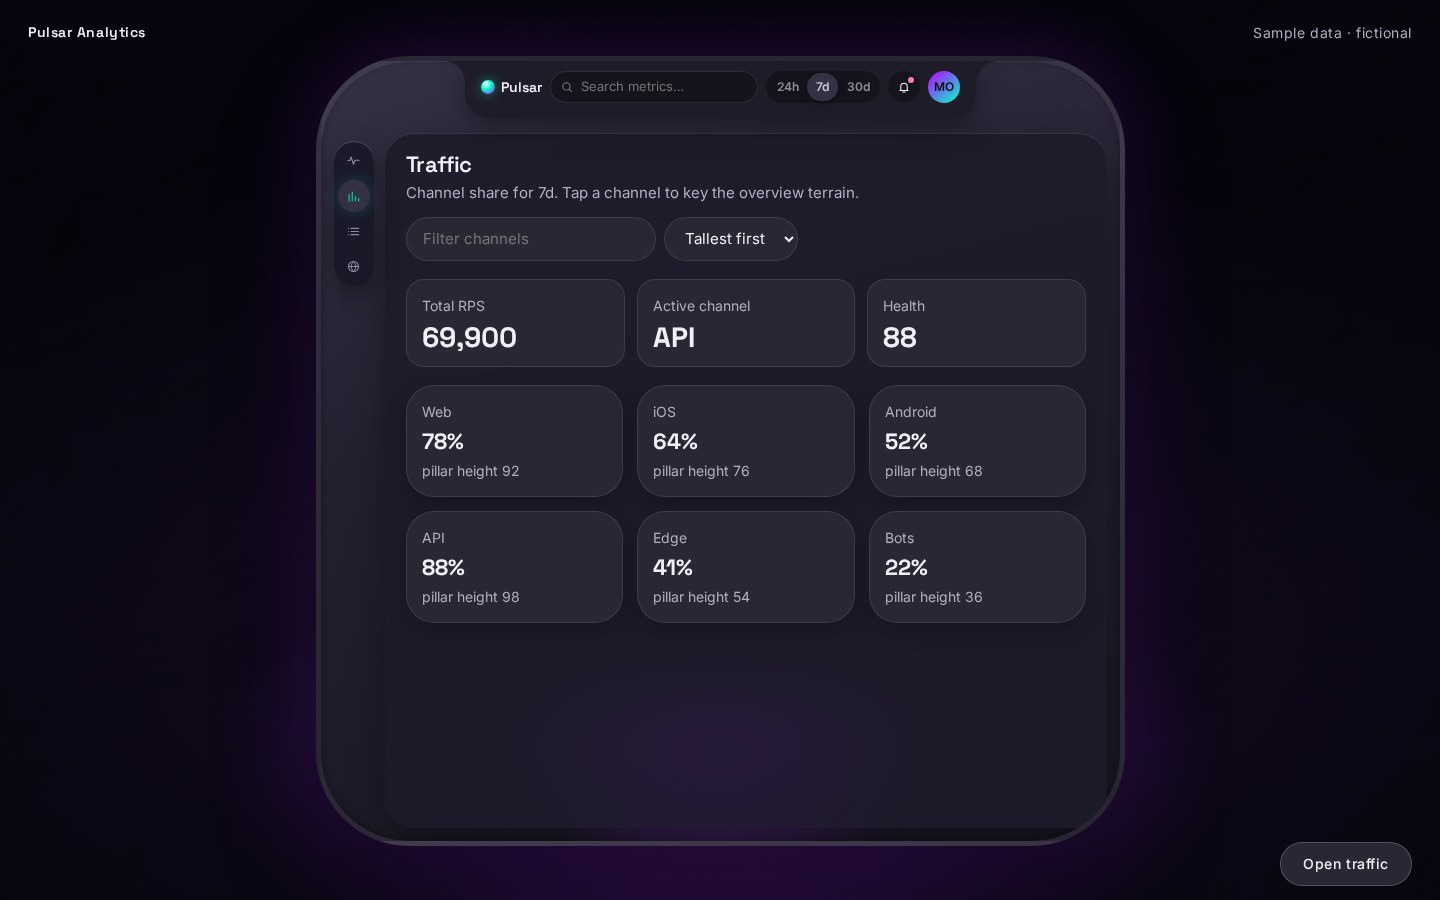 Pulsar Analytics
Sample data · fictional
Pulsar
Search metrics...
24h
7d
30d
MO
Traffic
Channel share for 7d. Tap a channel to key the overview terrain.
Filter channels
Tallest first
Total RPS
69,900
Active channel
API
Health
88
Web
78%
pillar height 92
iOS
64%
pillar height 76
Android
52%
pillar height 68
API
88%
pillar height 98
Edge
41%
pillar height 54
Bots
22%
pillar height 36
Open traffic